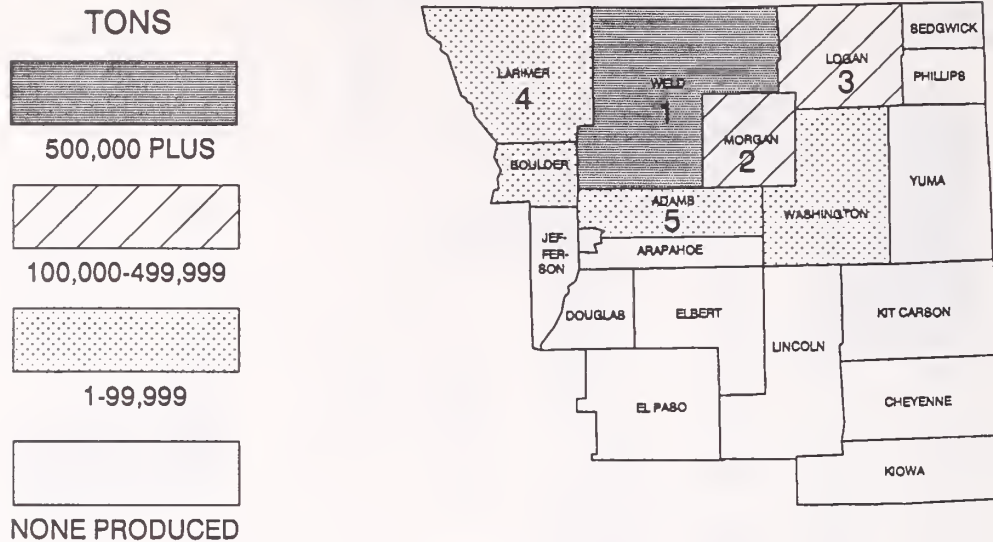 TONS
500,000 PLUS
100,000-499,999
1-99,999
NONE PRODUCED
SEDGWICK
LARIMER
4
WELD
1
LOGAN
3
PHILLIPS
MORGAN
2
BOULDER
YUMA
ADAMS
5
WASHINGTON
JEF-
FER-
SON
ARAPAHOE
DOUGLAS
ELBERT
KIT CARSON
LINCOLN
EL PASO
CHEYENNE
KIOWA